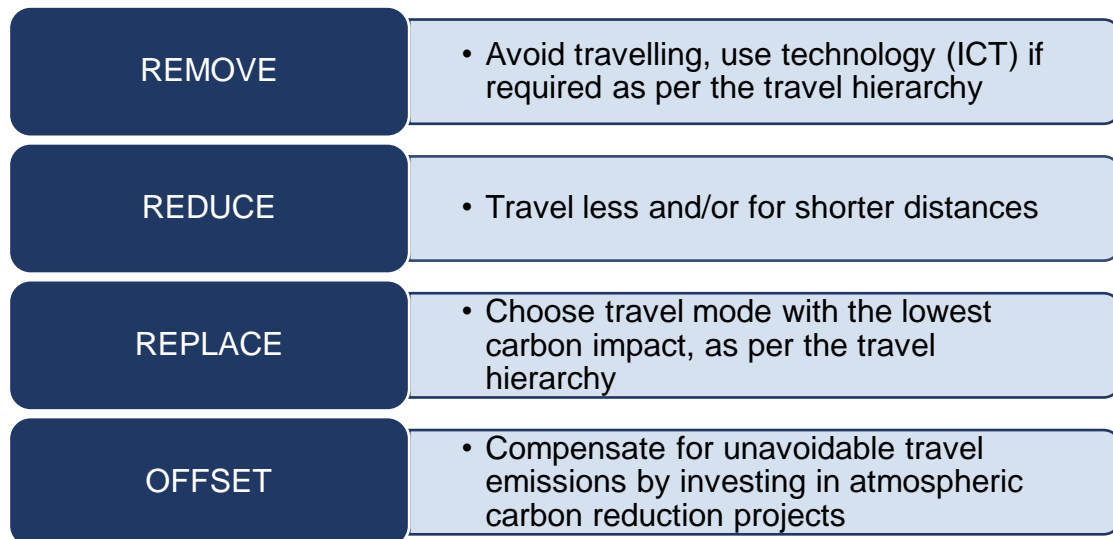 REMOVE
• Avoid travelling, use technology (ICT) if
required as per the travel hierarchy
REDUCE
• Travel less and/or for shorter distances
REPLACE
• Choose travel mode with the lowest
carbon impact, as per the travel
hierarchy
OFFSET
• Compensate for unavoidable travel
emissions by investing in atmospheric
carbon reduction projects